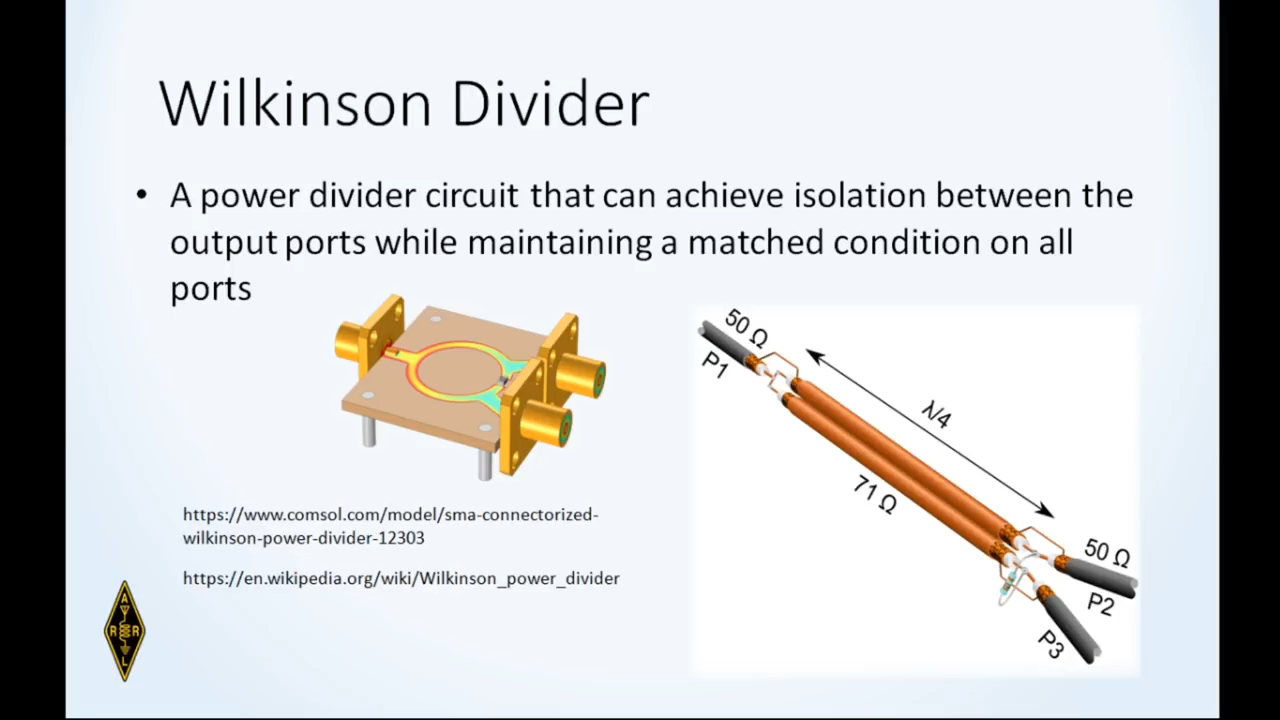 Wilkinson Divider
• A power divider circuit that can achieve isolation between the
output ports while maintaining a matched condition on all
ports
50 Ω
P1
λ/4
71 Ω
50 Ω
P2
P3
https://www.comsol.com/model/sma-connectorized-
wilkinson-power-divider-12303
https://en.wikipedia.org/wiki/Wilkinson_power_divider
A
R R
L